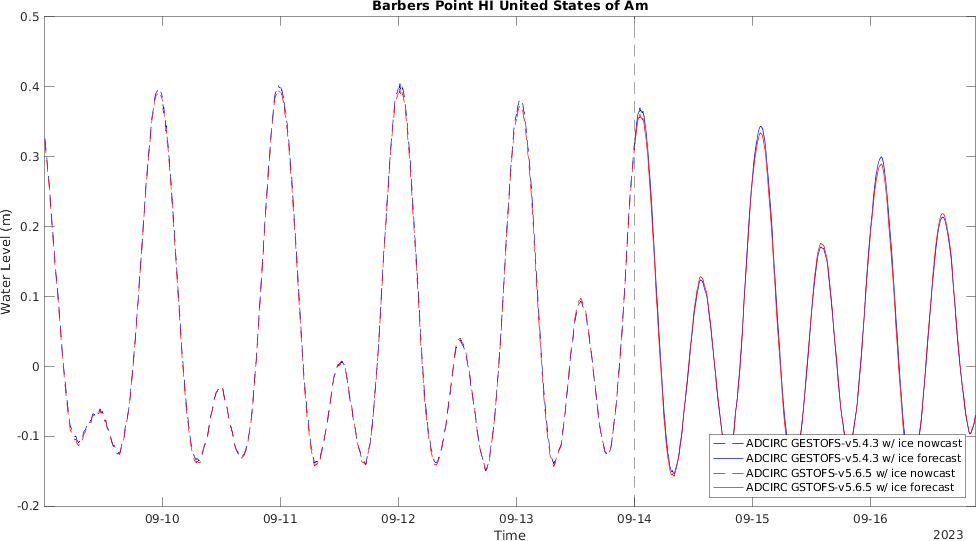 Barbers Point HI United States of Am
0.5
0.4
0.3
0.2
0.1
0
-0.1
-0.2
Water Level (m)
09-10
09-11
09-12
09-13
09-14
09-15
09-16
Time
2023
ADCIRC GESTOFS-v5.4.3 w/ ice nowcast
ADCIRC GESTOFS-v5.4.3 w/ ice forecast
ADCIRC GSTOFS-v5.6.5 w/ ice nowcast
ADCIRC GSTOFS-v5.6.5 w/ ice forecast